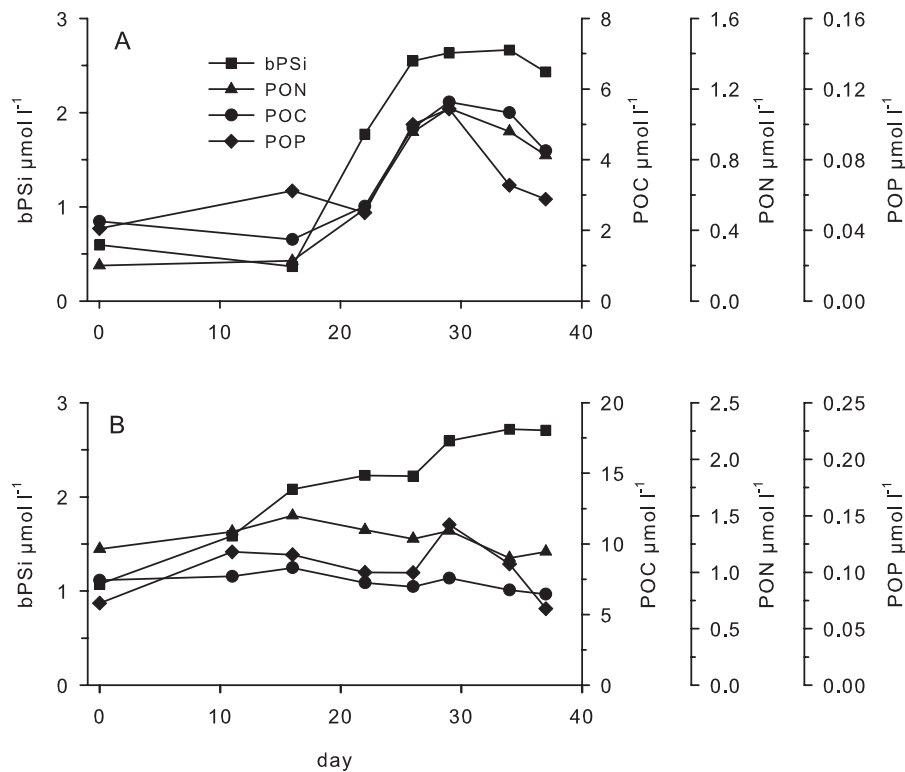 A
bPSi
PON
POC
POP
3
2
1
0
bPSi µmol l⁻¹
0 10 20 30 40
8
6
4
2
0
POC µmol l⁻¹
1.6
1.2
0.8
0.4
0.0
PON µmol l⁻¹
0.16
0.12
0.08
0.04
0.00
POP µmol l⁻¹
B
3
2
1
0
bPSi µmol l⁻¹
0 10 20 30 40
day
20
15
10
5
0
POC µmol l⁻¹
2.5
2.0
1.5
1.0
0.5
0.0
PON µmol l⁻¹
0.25
0.20
0.15
0.10
0.05
0.00
POP µmol l⁻¹